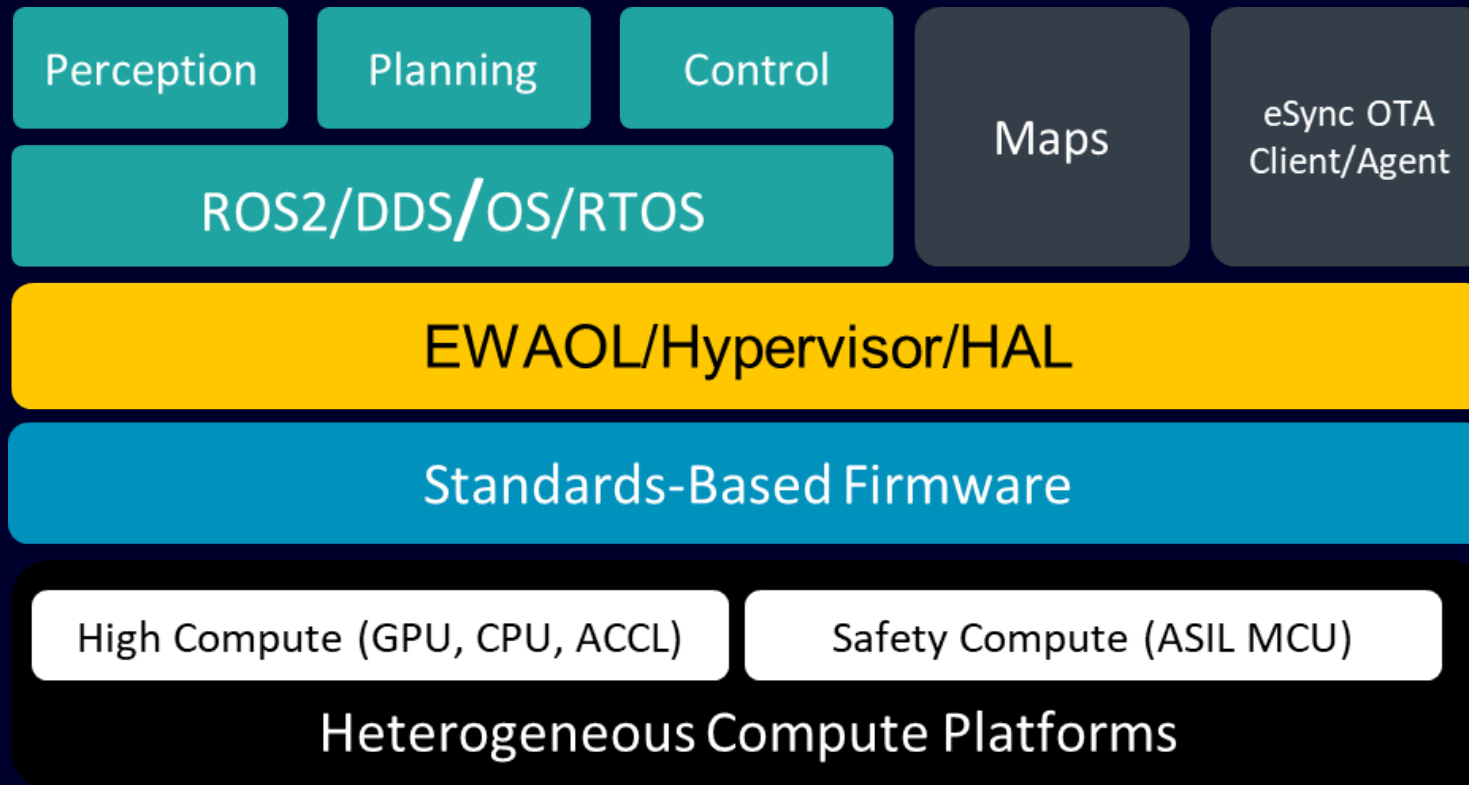 Perception
Planning
Control
Maps
eSync OTA
Client/Agent
ROS2/DDS/OS/RTOS
EWAOL/Hypervisor/HAL
Standards-Based Firmware
High Compute (GPU, CPU, ACCL)
Safety Compute (ASIL MCU)
Heterogeneous Compute Platforms